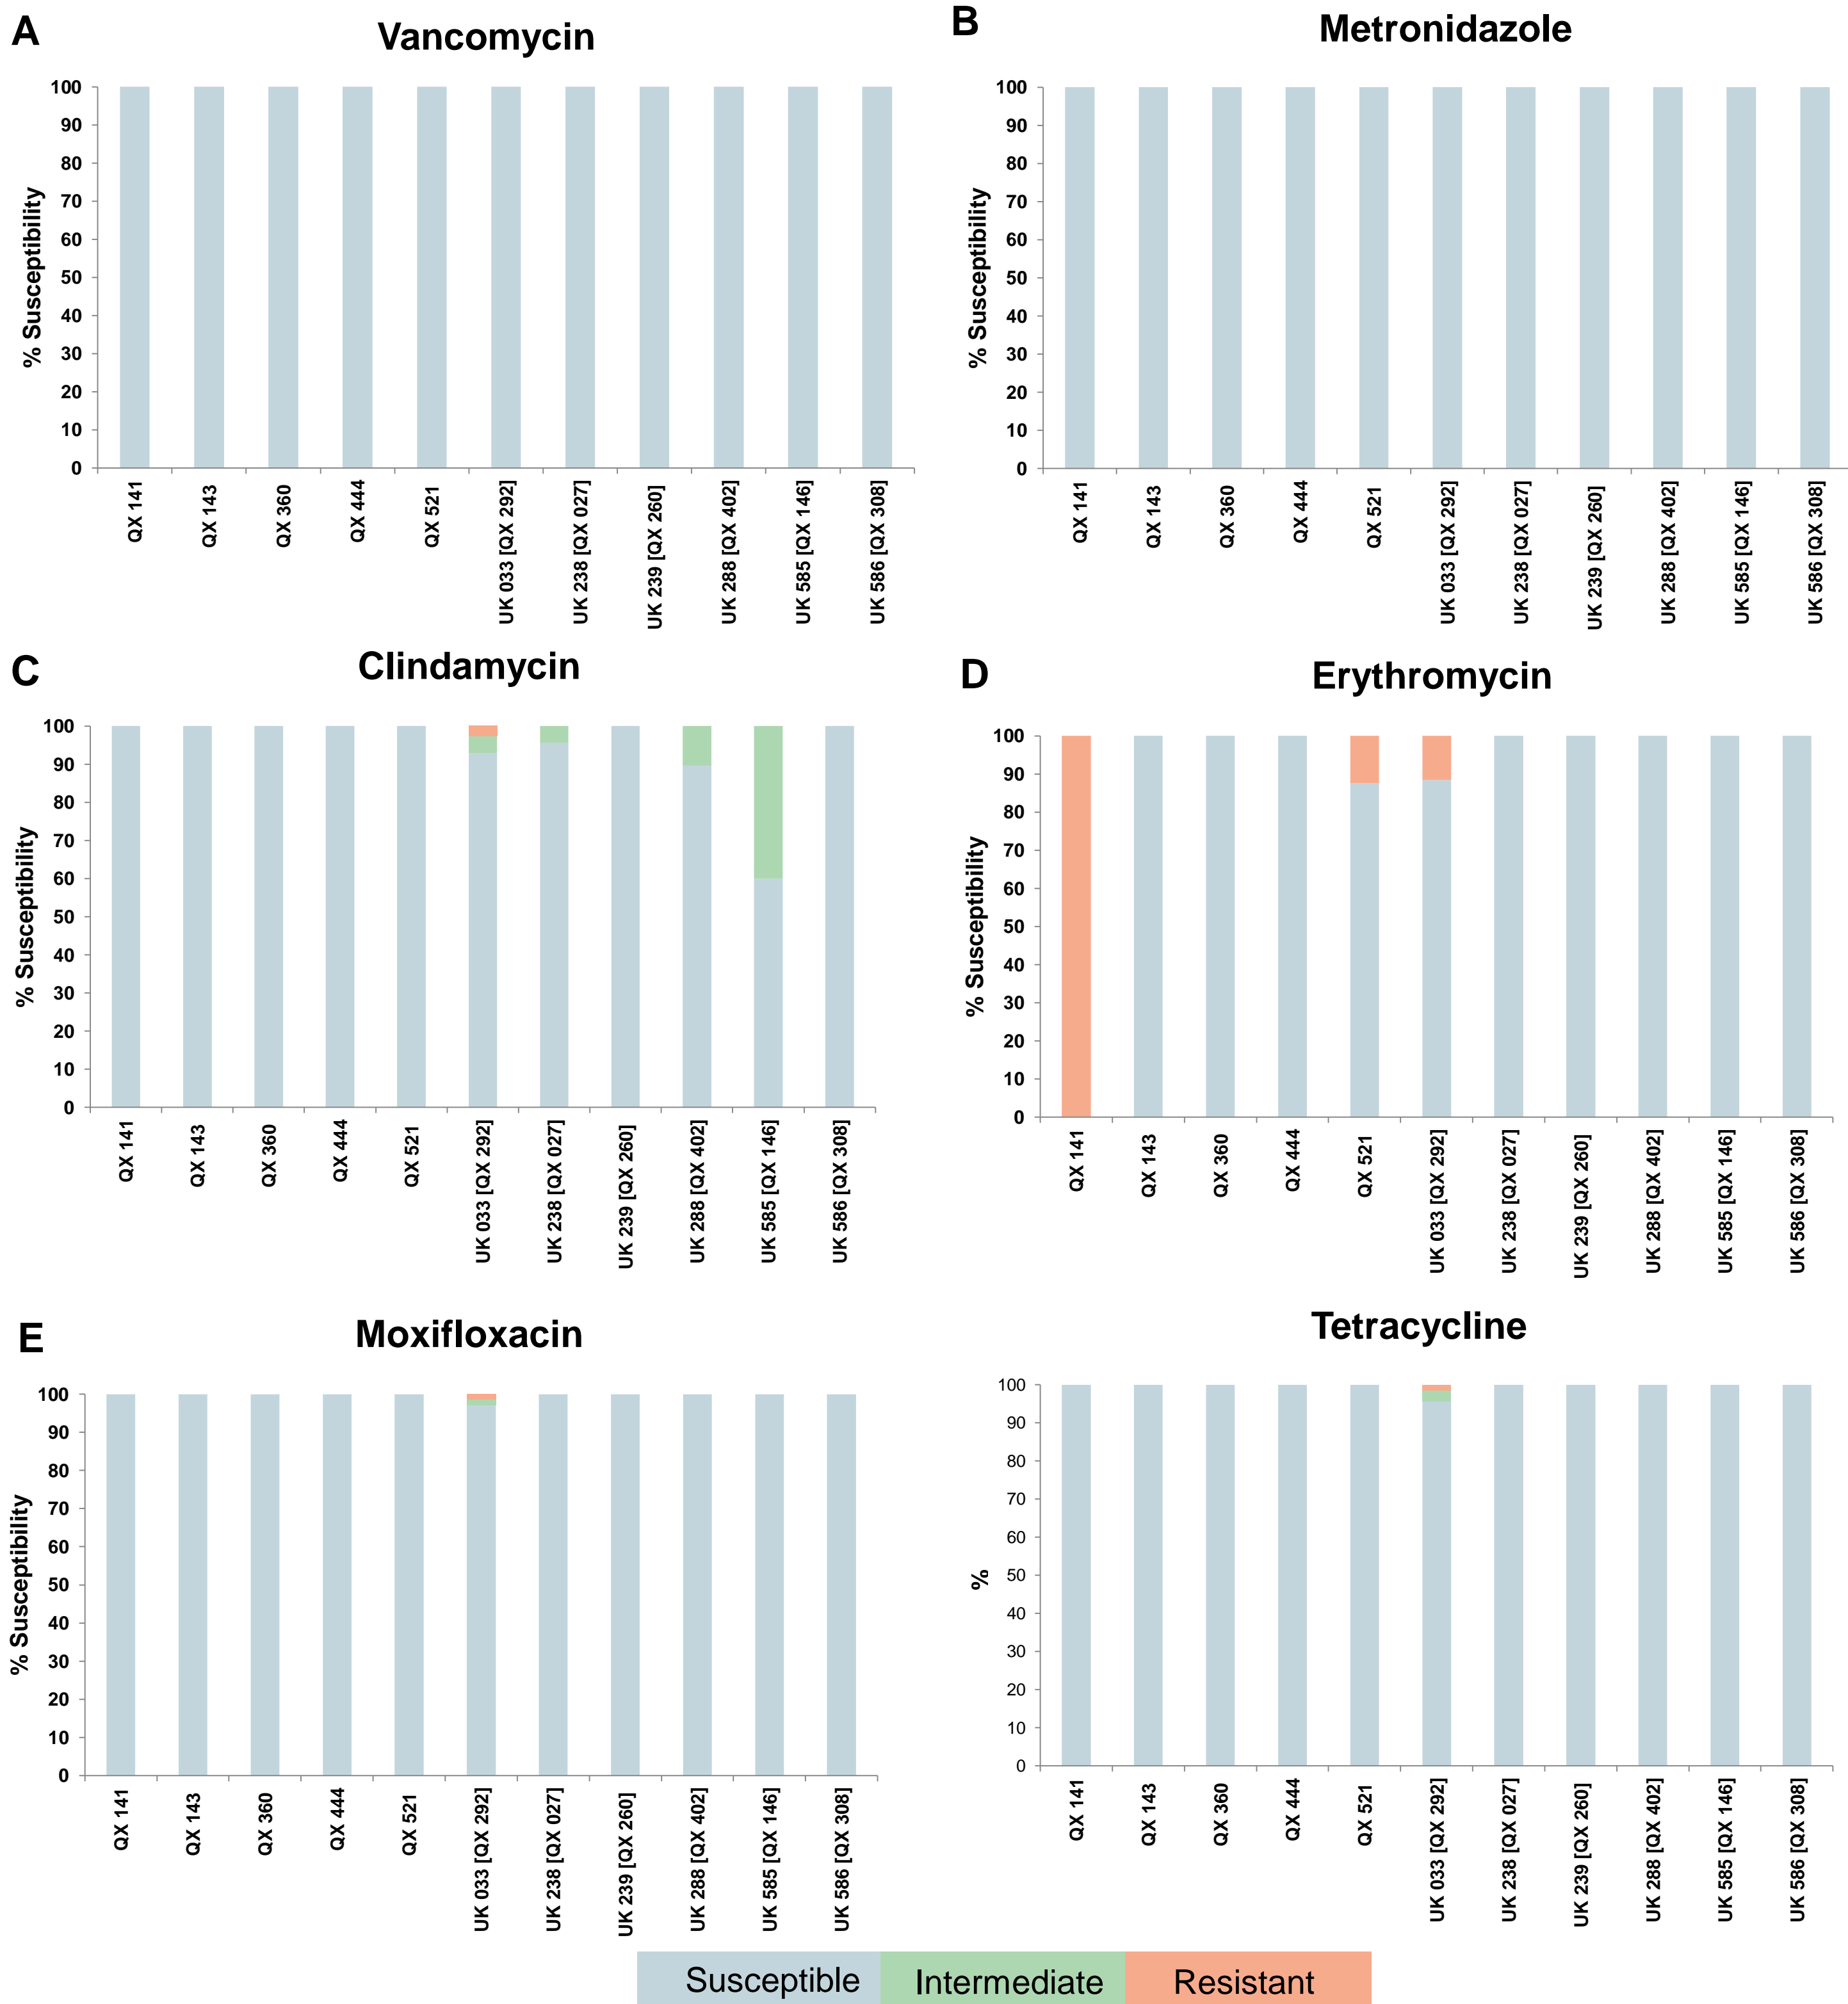 A
Vancomycin
% Susceptibility
100
90
80
70
60
50
40
30
20
10
0
QX 141
QX 143
QX 360
QX 444
QX 521
UK 033 [QX 292]
UK 238 [QX 027]
UK 239 [QX 260]
UK 288 [QX 402]
UK 585 [QX 146]
UK 586 [QX 308]
B
Metronidazole
% Susceptibility
100
90
80
70
60
50
40
30
20
10
0
QX 141
QX 143
QX 360
QX 444
QX 521
UK 033 [QX 292]
UK 238 [QX 027]
UK 239 [QX 260]
UK 288 [QX 402]
UK 585 [QX 146]
UK 586 [QX 308]
C
Clindamycin
% Susceptibility
100
90
80
70
60
50
40
30
20
10
0
QX 141
QX 143
QX 360
QX 444
QX 521
UK 033 [QX 292]
UK 238 [QX 027]
UK 239 [QX 260]
UK 288 [QX 402]
UK 585 [QX 146]
UK 586 [QX 308]
D
Erythromycin
% Susceptibility
100
90
80
70
60
50
40
30
20
10
0
QX 141
QX 143
QX 360
QX 444
QX 521
UK 033 [QX 292]
UK 238 [QX 027]
UK 239 [QX 260]
UK 288 [QX 402]
UK 585 [QX 146]
UK 586 [QX 308]
E
Moxifloxacin
% Susceptibility
100
90
80
70
60
50
40
30
20
10
0
QX 141
QX 143
QX 360
QX 444
QX 521
UK 033 [QX 292]
UK 238 [QX 027]
UK 239 [QX 260]
UK 288 [QX 402]
UK 585 [QX 146]
UK 586 [QX 308]
Tetracycline
%
100
90
80
70
60
50
40
30
20
10
0
QX 141
QX 143
QX 360
QX 444
QX 521
UK 033 [QX 292]
UK 238 [QX 027]
UK 239 [QX 260]
UK 288 [QX 402]
UK 585 [QX 146]
UK 586 [QX 308]
Susceptible
Intermediate
Resistant